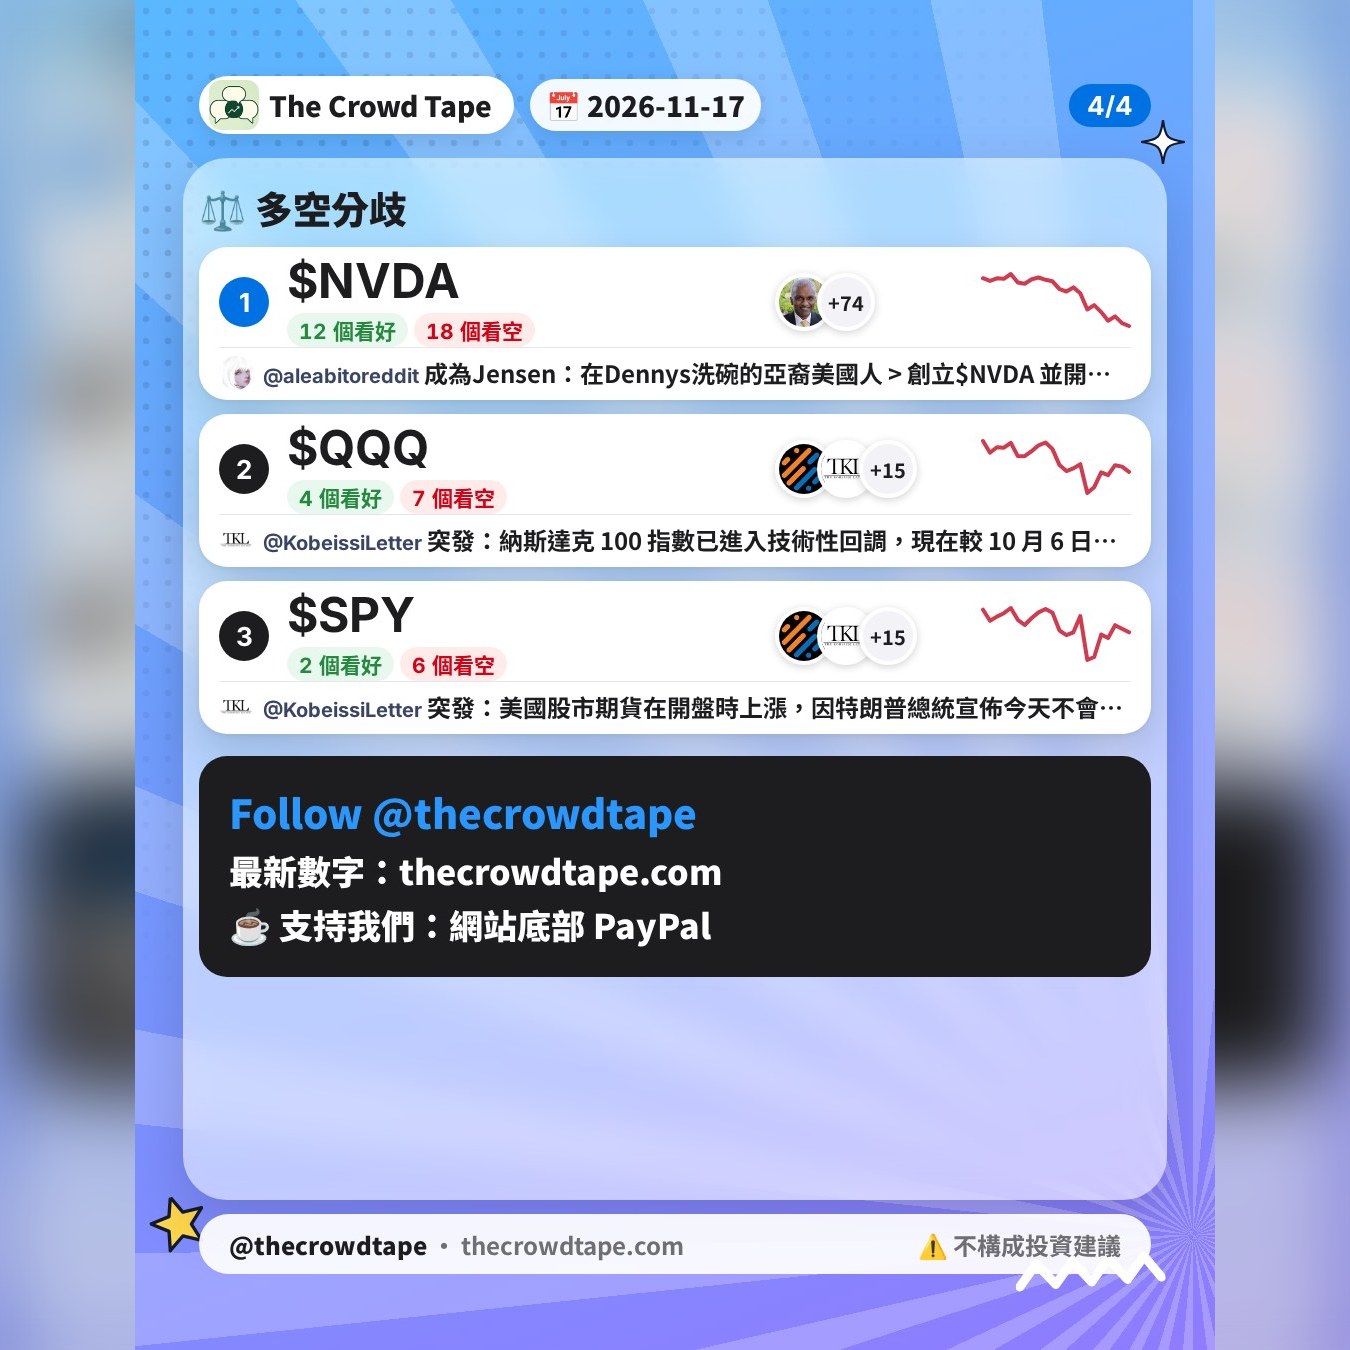 The Crowd Tape
📅 2026-11-17
4/4
⚖️ 多空分歧
1
$NVDA
12 個看好 18 個看空
+74
@aleabitoreddit 成為Jensen：在Dennys洗碗的亞裔美國人 > 創立$NVDA 並開⋯
2
$QQQ
4 個看好 7 個看空
TKL
+15
TKL @KobeissiLetter 突發：納斯達克 100 指數已進入技術性回調，現在較 10 月 6 日⋯
3
$SPY
2 個看好 6 個看空
TKL
+15
TKL @KobeissiLetter 突發：美國股市期貨在開盤時上漲，因特朗普總統宣佈今天不會⋯
Follow @thecrowdtape
最新數字：thecrowdtape.com
☕ 支持我們：網站底部 PayPal
@thecrowdtape • thecrowdtape.com
⚠️ 不構成投資建議